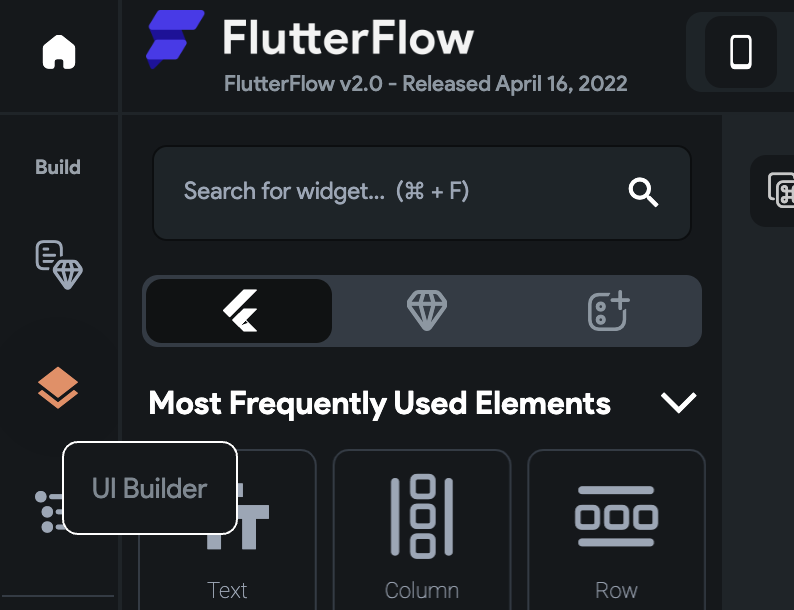 FlutterFlow
FlutterFlow v2.0 - Released April 16, 2022
Build
Search for widget... (⌘ + F)
Most Frequently Used Elements
UI Builder
Text
Column
Row